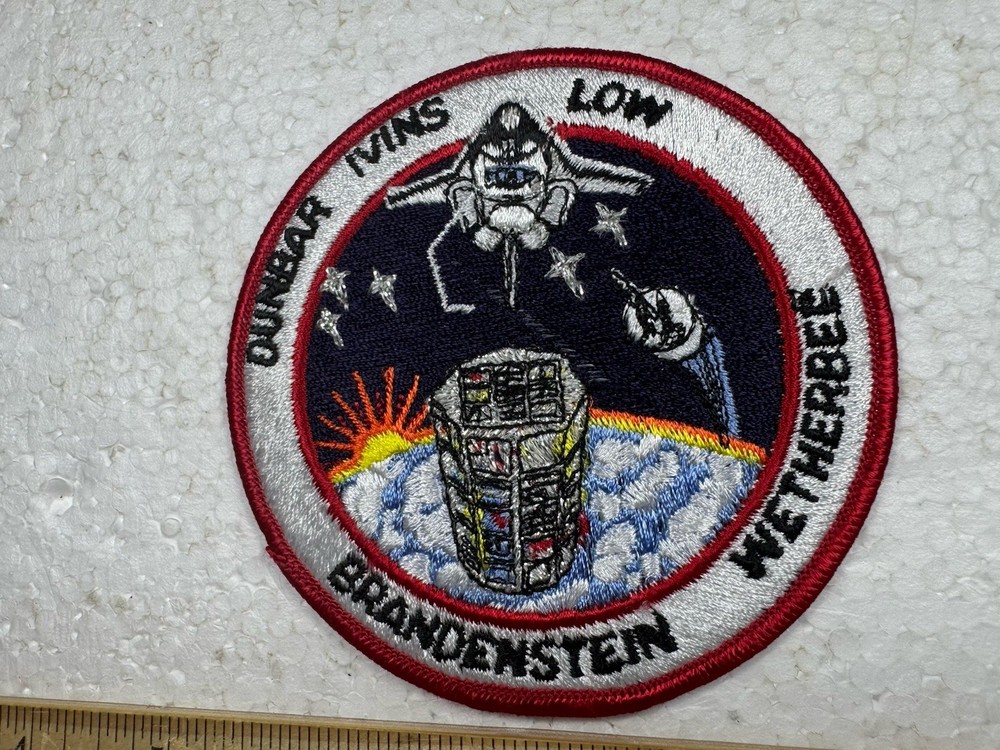 DUNBAR
IVINS
LOW
WETHERBEE
BRANDENSTEIN